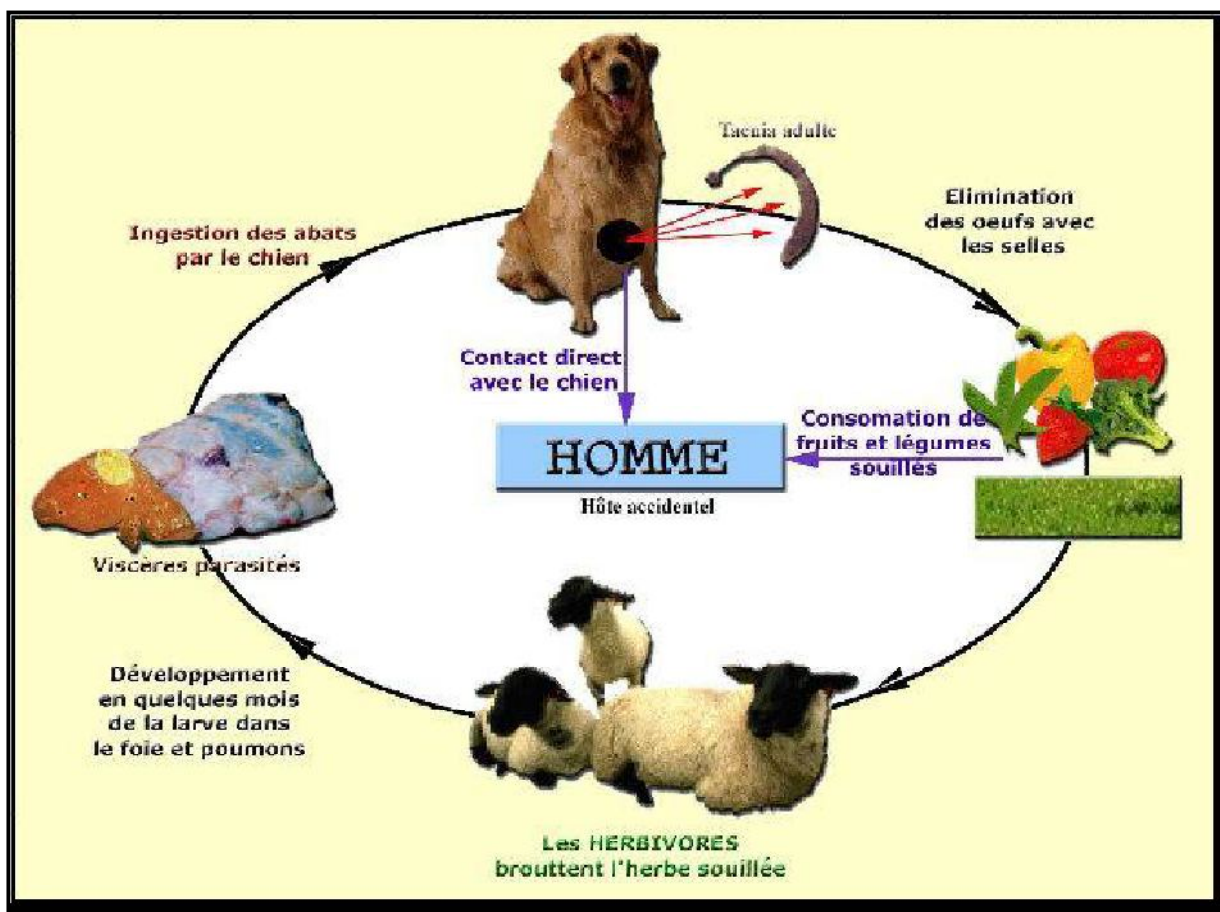 Taenia adulte
Elimination
des oeufs avec
les selles
Ingestion des abats
par le chien
Contact direct
avec le chien
Consomation de
fruits et légumes
souillés
HOMME
Hôte accidentel
Viscères parasités
Développement
en quelques mois
de la larve dans
le foie et poumons
Les HERBIVORES
brouttent l'herbe souillée